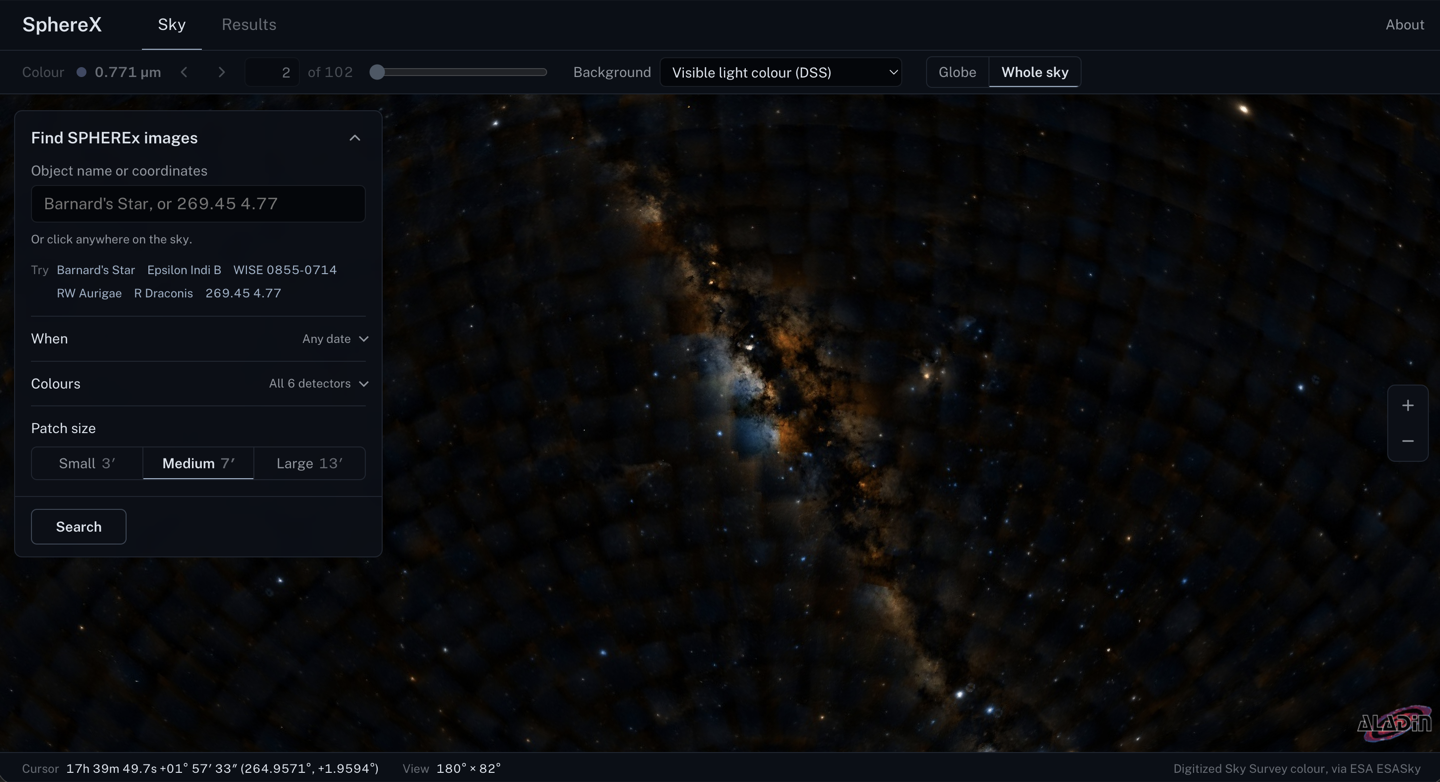 SphereX Sky Results About
Colour 0.771 µm 2 of 102 Background Visible light colour (DSS) Globe Whole sky
Find SPHEREx images
Object name or coordinates
Barnard's Star, or 269.45 4.77
Or click anywhere on the sky.
Try Barnard's Star Epsilon Indi B WISE 0855-0714
RW Aurigae R Draconis 269.45 4.77
When Any date
Colours All 6 detectors
Patch size
Small 3′ Medium 7′ Large 13′
Search
+
−
ALADiN
Cursor 17h 39m 49.7s +01° 57′ 33″ (264.9571°, +1.9594°) View 180° × 82° Digitized Sky Survey colour, via ESA ESASky